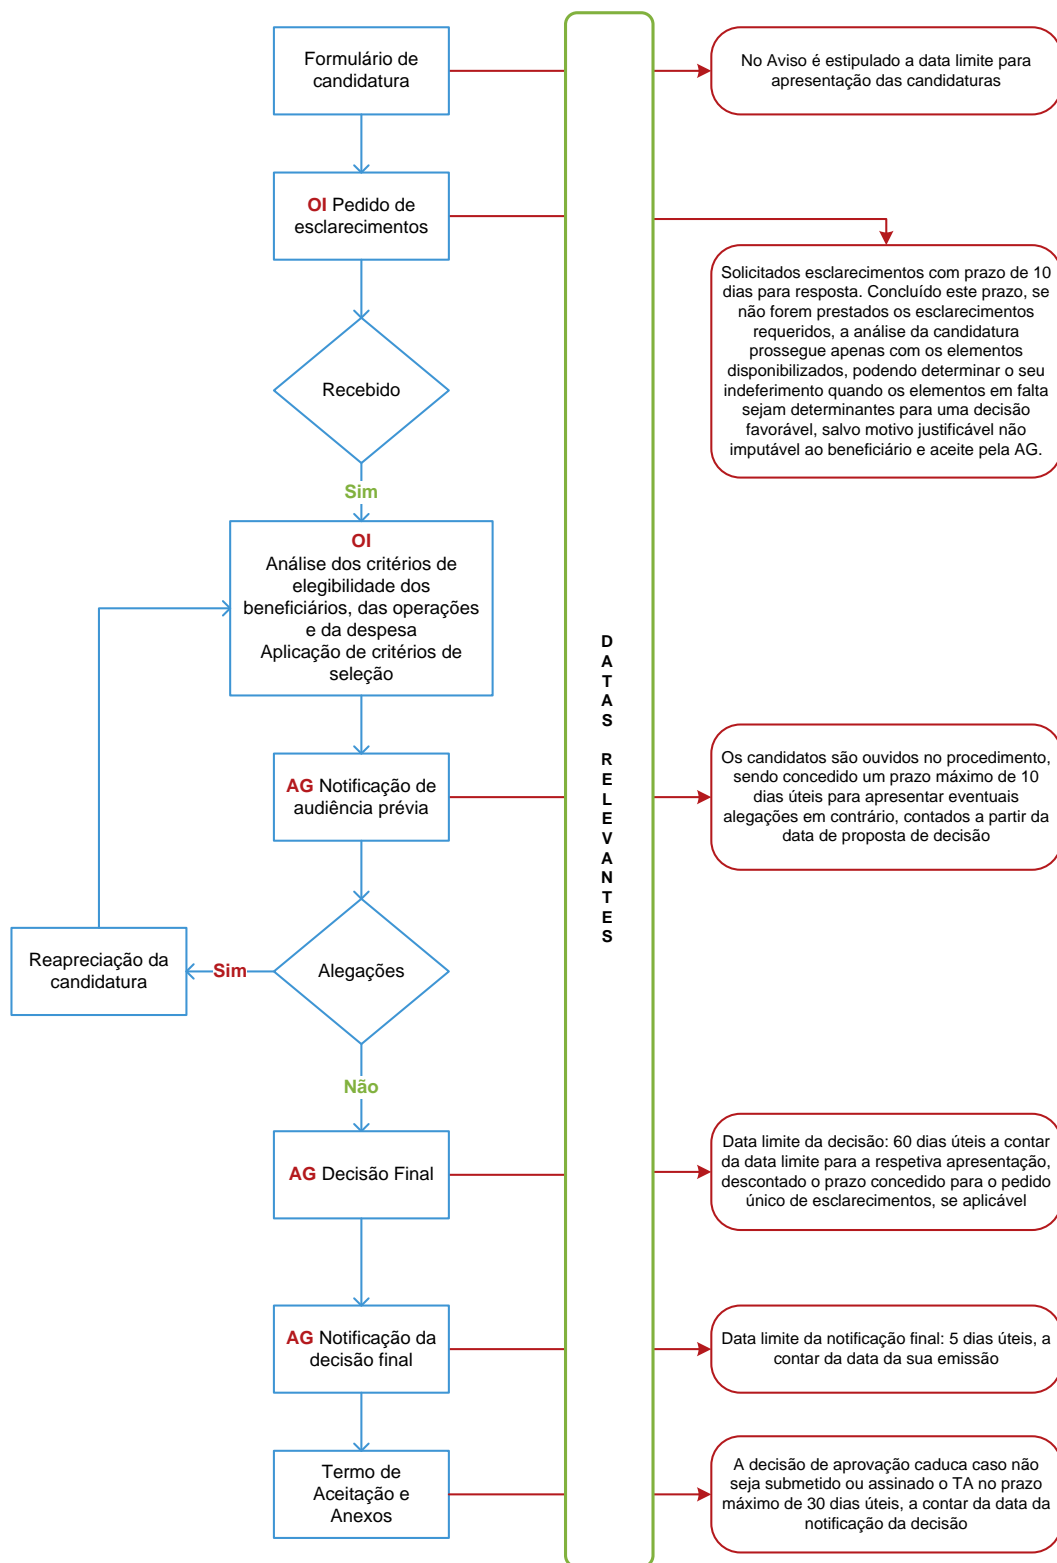 Formulário de
candidatura
No Aviso é estipulado a data limite para
apresentação das candidaturas
OI Pedido de
esclarecimentos
Solicitados esclarecimentos com prazo de 10
dias para resposta. Concluído este prazo, se
não forem prestados os esclarecimentos
requeridos, a análise da candidatura
prossegue apenas com os elementos
disponibilizados, podendo determinar o seu
indeferimento quando os elementos em falta
sejam determinantes para uma decisão
favorável, salvo motivo justificável não
imputável ao beneficiário e aceite pela AG.
Recebido
Sim
OI
Análise dos critérios de
elegibilidade dos
beneficiários, das operações
e da despesa
Aplicação de critérios de
seleção
DATAS RELEVANTES
AG Notificação de
audiência prévia
Os candidatos são ouvidos no procedimento,
sendo concedido um prazo máximo de 10
dias úteis para apresentar eventuais
alegações em contrário, contados a partir da
data de proposta de decisão
Reapreciação da
candidatura
Sim
Alegações
Não
AG Decisão Final
Data limite da decisão: 60 dias úteis a contar
da data limite para a respetiva apresentação,
descontado o prazo concedido para o pedido
único de esclarecimentos, se aplicável
AG Notificação da
decisão final
Data limite da notificação final: 5 dias úteis, a
contar da data da sua emissão
Termo de
Aceitação e
Anexos
A decisão de aprovação caduca caso não
seja submetido ou assinado o TA no prazo
máximo de 30 dias úteis, a contar da data da
notificação da decisão